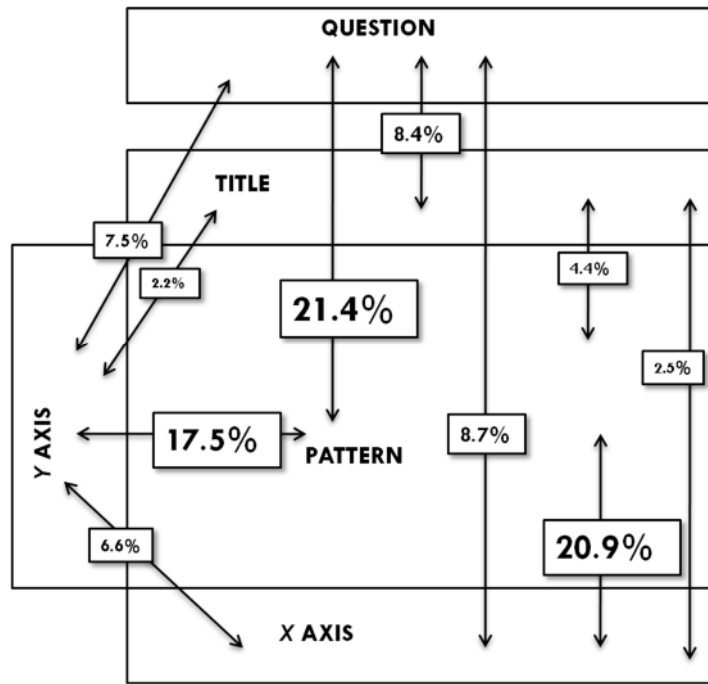 QUESTION
8.4%
TITLE
7.5%
2.2%
4.4%
21.4%
2.5%
Y AXIS
17.5%
PATTERN
8.7%
6.6%
20.9%
X AXIS